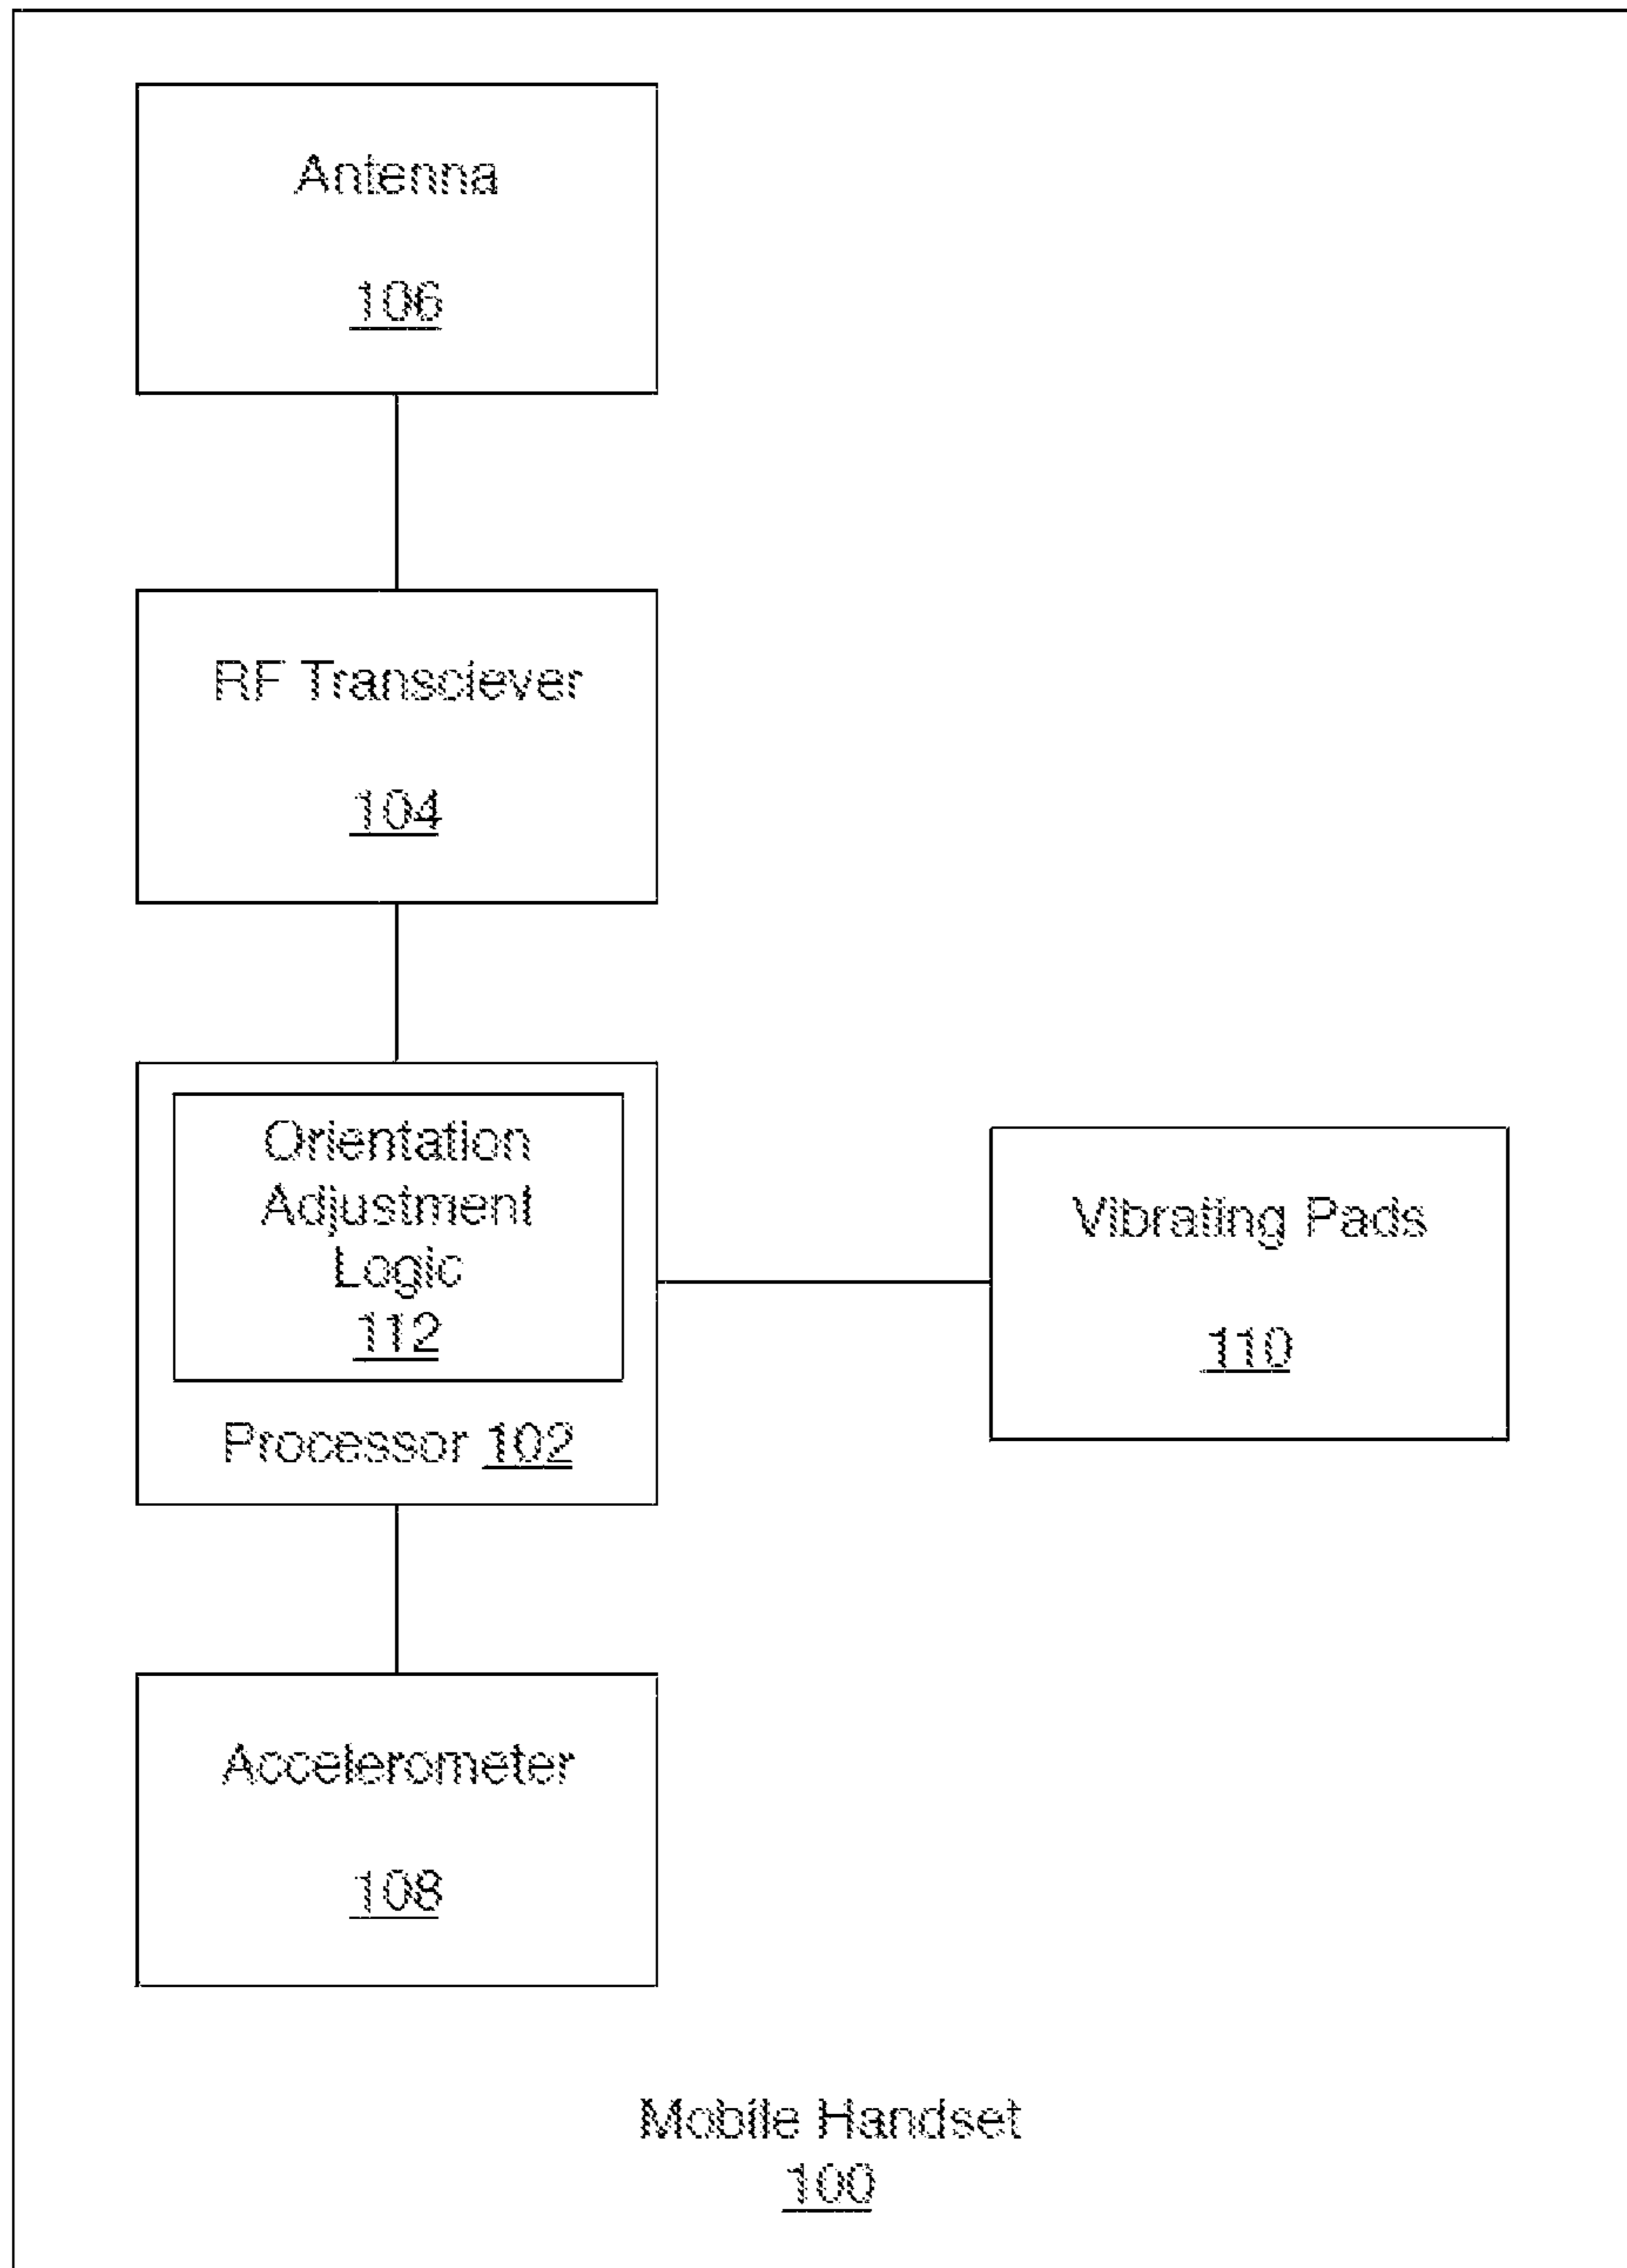 Antenna
106
RF Transciever
104
Orientation
Adjustment
Logic
112
Processor 102
Vibrating Pads
110
Accelerometer
108
Mobile Handset
100